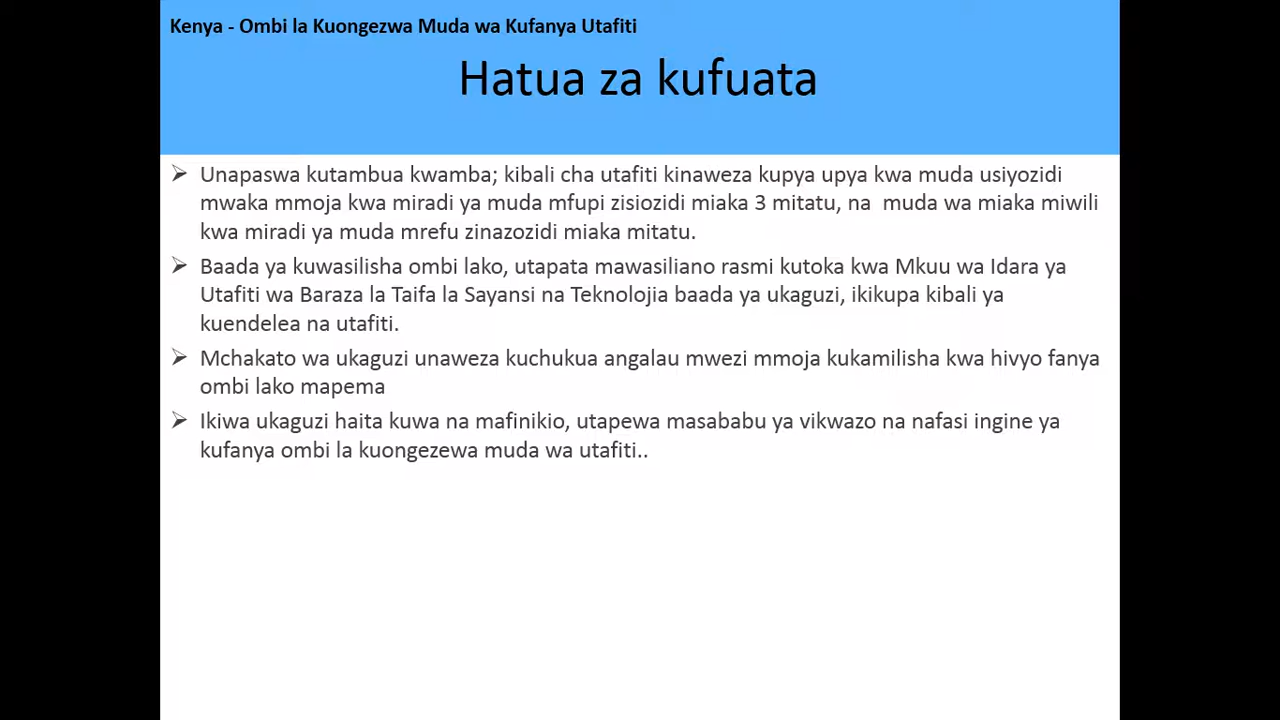 Kenya - Ombi la Kuongezwa Muda wa Kufanya Utafiti
Hatua za kufuata
Unapaswa kutambua kwamba; kibali cha utafiti kinaweza kupya upya kwa muda usiyozidi
mwaka mmoja kwa miradi ya muda mfupi zisiozidi miaka 3 mitatu, na muda wa miaka miwili
kwa miradi ya muda mrefu zinazozidi miaka mitatu.
Baada ya kuwasilisha ombi lako, utapata mawasiliano rasmi kutoka kwa Mkuu wa Idara ya
Utafiti wa Baraza la Taifa la Sayansi na Teknolojia baada ya ukaguzi, ikikupa kibali ya
kuendelea na utafiti.
Mchakato wa ukaguzi unaweza kuchukua angalau mwezi mmoja kukamilisha kwa hivyo fanya
ombi lako mapema
Ikiwa ukaguzi haita kuwa na mafinikio, utapewa masababu ya vikwazo na nafasi ingine ya
kufanya ombi la kuongezewa muda wa utafiti..